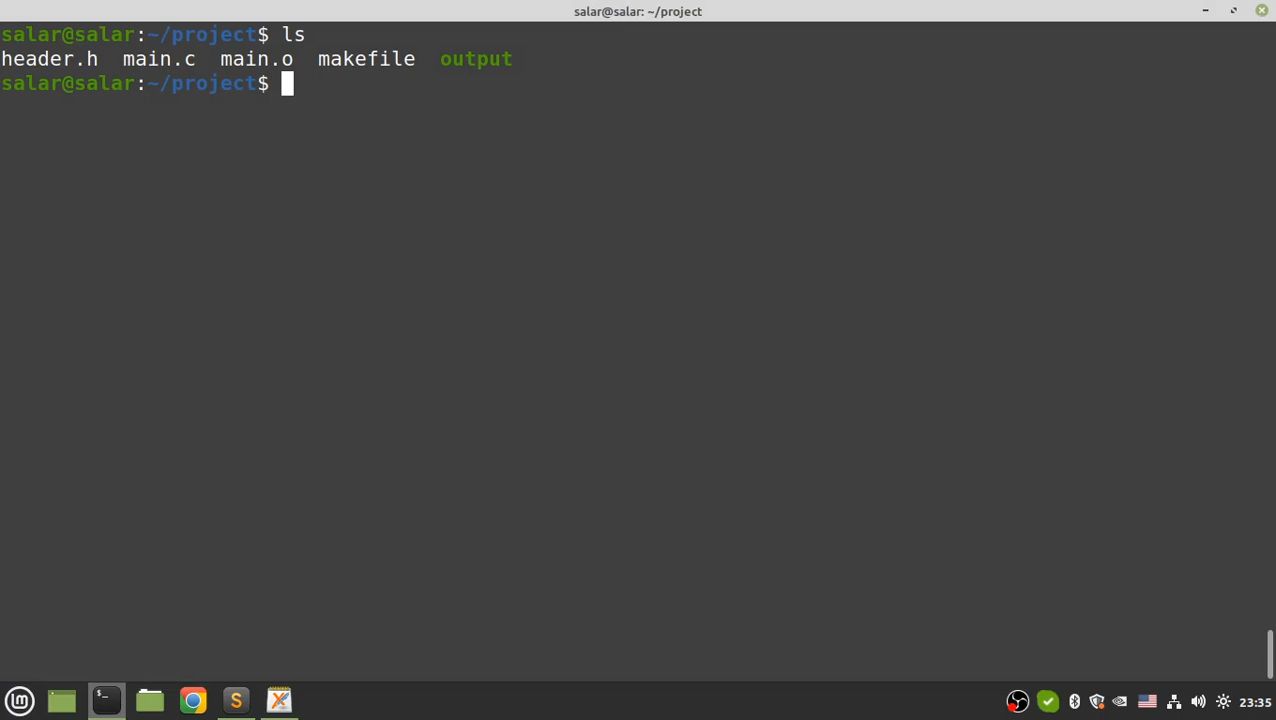 salar@salar: ~/project
salar@salar:~/project$ ls
header.h  main.c  main.o  makefile  output
salar@salar:~/project$
$_
S
23:35